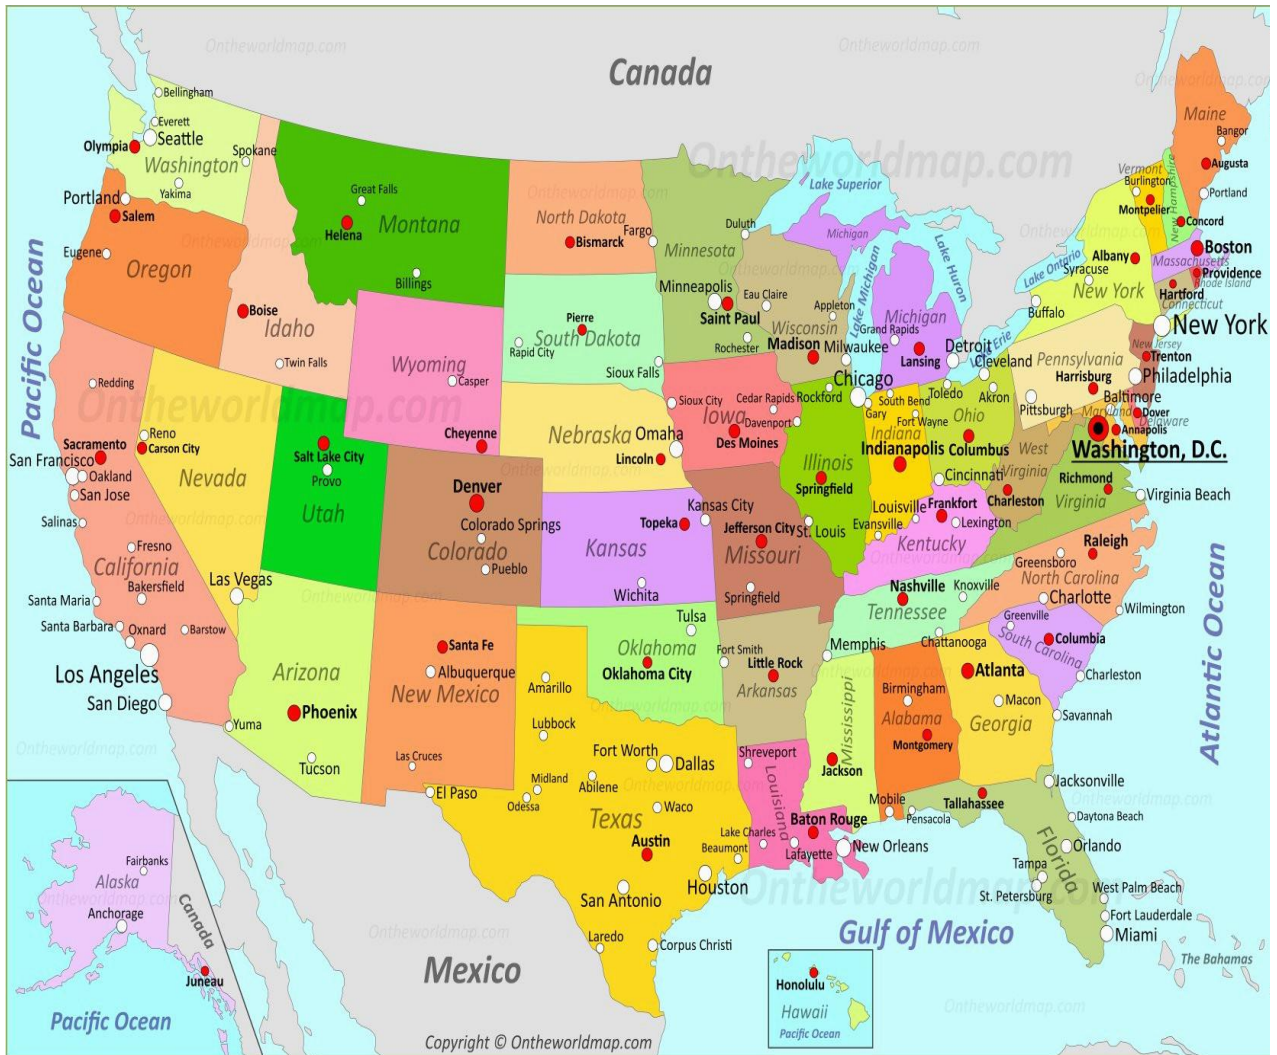 Ontheworldmap.com
Ontheworldmap.com
Ontheworldmap.com
Canada
Bellingham
Everett
Seattle
Olympia
Washington
Spokane
Yakima
Portland
Salem
Eugene
Oregon
Boise
Idaho
Twin Falls
Great Falls
Helena
Montana
Billings
North Dakota
Fargo
Bismarck
Pierre
South Dakota
Rapid City
Sioux Falls
Wyoming
Casper
Cheyenne
Nebraska
Omaha
Lincoln
Minnesota
Duluth
Minneapolis
Saint Paul
Rochester
Ontheworldmap.com
Lake Superior
Michigan
Lake Michigan
Lake Huron
Eau Claire
Appleton
Wisconsin
Madison
Milwaukee
Michigan
Grand Rapids
Lansing
Detroit
Lake Erie
Lake Ontario
Maine
Bangor
Augusta
Portland
Vermont
Burlington
Montpelier
New Hampshire
Concord
Boston
Massachusetts
Providence
Rhode Island
Hartford
Connecticut
Albany
Syracuse
New York
Buffalo
New York
New Jersey
Trenton
Philadelphia
Pennsylvania
Harrisburg
Pittsburgh
Baltimore
Maryland
Dover
Delaware
Annapolis
Washington, D.C.
Cleveland
Toledo
Akron
Ohio
Columbus
Cincinnati
West
Virginia
Charleston
Richmond
Virginia
Virginia Beach
Chicago
Rockford
Gary
South Bend
Fort Wayne
Indiana
Indianapolis
Evansville
Illinois
Springfield
Sioux City
Cedar Rapids
Iowa
Davenport
Des Moines
Pacific Ocean
Redding
Ontheworldmap.com
Sacramento
San Francisco
Oakland
San Jose
Salinas
Fresno
California
Bakersfield
Santa Maria
Santa Barbara
Oxnard
Barstow
Los Angeles
San Diego
Reno
Carson City
Nevada
Las Vegas
Salt Lake City
Provo
Utah
Denver
Colorado Springs
Colorado
Pueblo
Topeka
Kansas
Wichita
Kansas City
Jefferson City
St. Louis
Missouri
Springfield
Louisville
Frankfort
Lexington
Kentucky
Nashville
Knoxville
Tennessee
Memphis
Chattanooga
Greensboro
Raleigh
North Carolina
Charlotte
Wilmington
Greenville
South Carolina
Columbia
Charleston
Atlantic Ocean
Arizona
Phoenix
Yuma
Tucson
Santa Fe
Albuquerque
New Mexico
Las Cruces
El Paso
Tulsa
Oklahoma
Oklahoma City
Fort Smith
Little Rock
Arkansas
Amarillo
Lubbock
Fort Worth
Dallas
Midland
Odessa
Abilene
Waco
Texas
Austin
San Antonio
Houston
Beaumont
Laredo
Corpus Christi
Shreveport
Louisiana
Lake Charles
Baton Rouge
Lafayette
New Orleans
Mississippi
Jackson
Birmingham
Alabama
Montgomery
Mobile
Atlanta
Macon
Georgia
Savannah
Pensacola
Tallahassee
Jacksonville
Daytona Beach
Orlando
Florida
Tampa
St. Petersburg
West Palm Beach
Fort Lauderdale
Miami
The Bahamas
Ontheworldmap.com
Gulf of Mexico
Ontheworldmap.com
Ontheworldmap.com
Mexico
Fairbanks
Alaska
Anchorage
Canada
Juneau
Pacific Ocean
Honolulu
Hawaii
Pacific Ocean
Copyright © Ontheworldmap.com